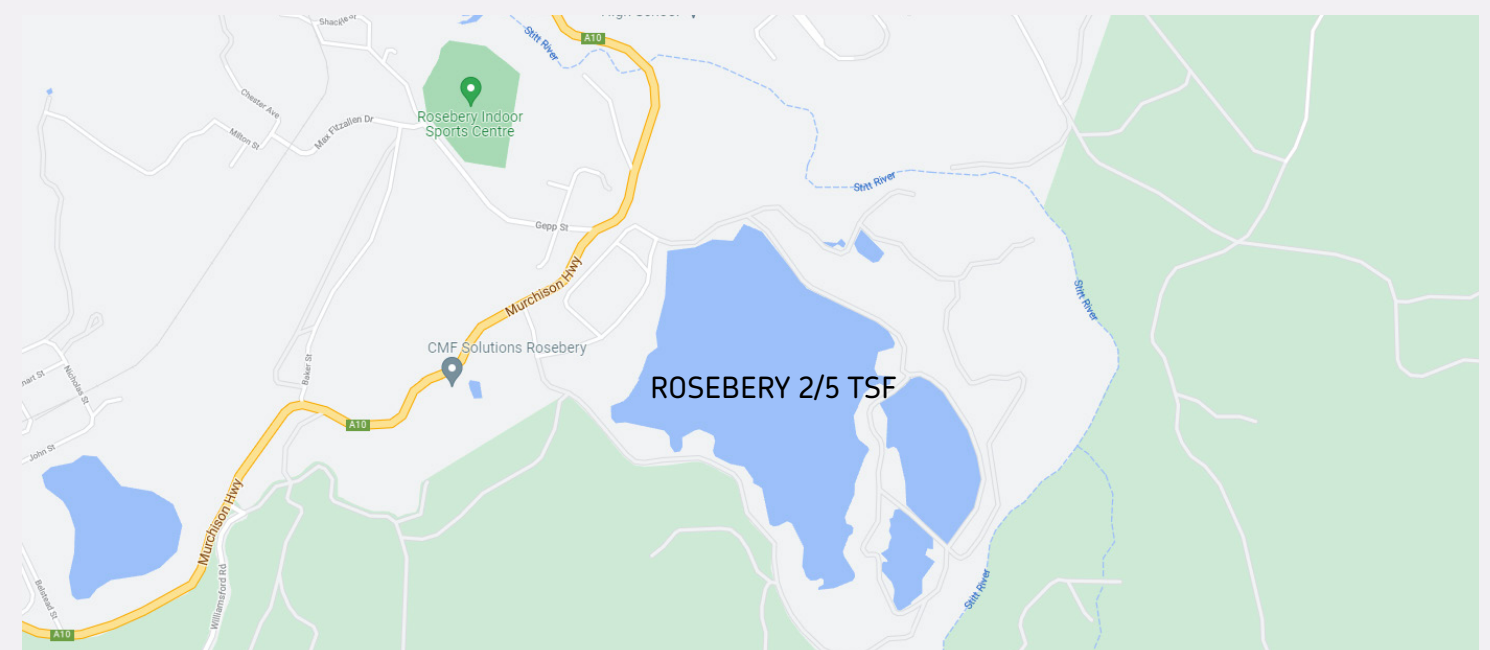 Shackle St
High School
A10
Stitt River
Chester Ave
Rosebery Indoor
Sports Centre
Max Fitzallen Dr
Milton St
Stitt River
Gepp St
Murchison Hwy
Stitt River
CMF Solutions Rosebery
Baker St
Nicholas St
ROSEBERY 2/5 TSF
A10
John St
Murchison Hwy
Williamsford Rd
Belstead St
Stitt River
A10